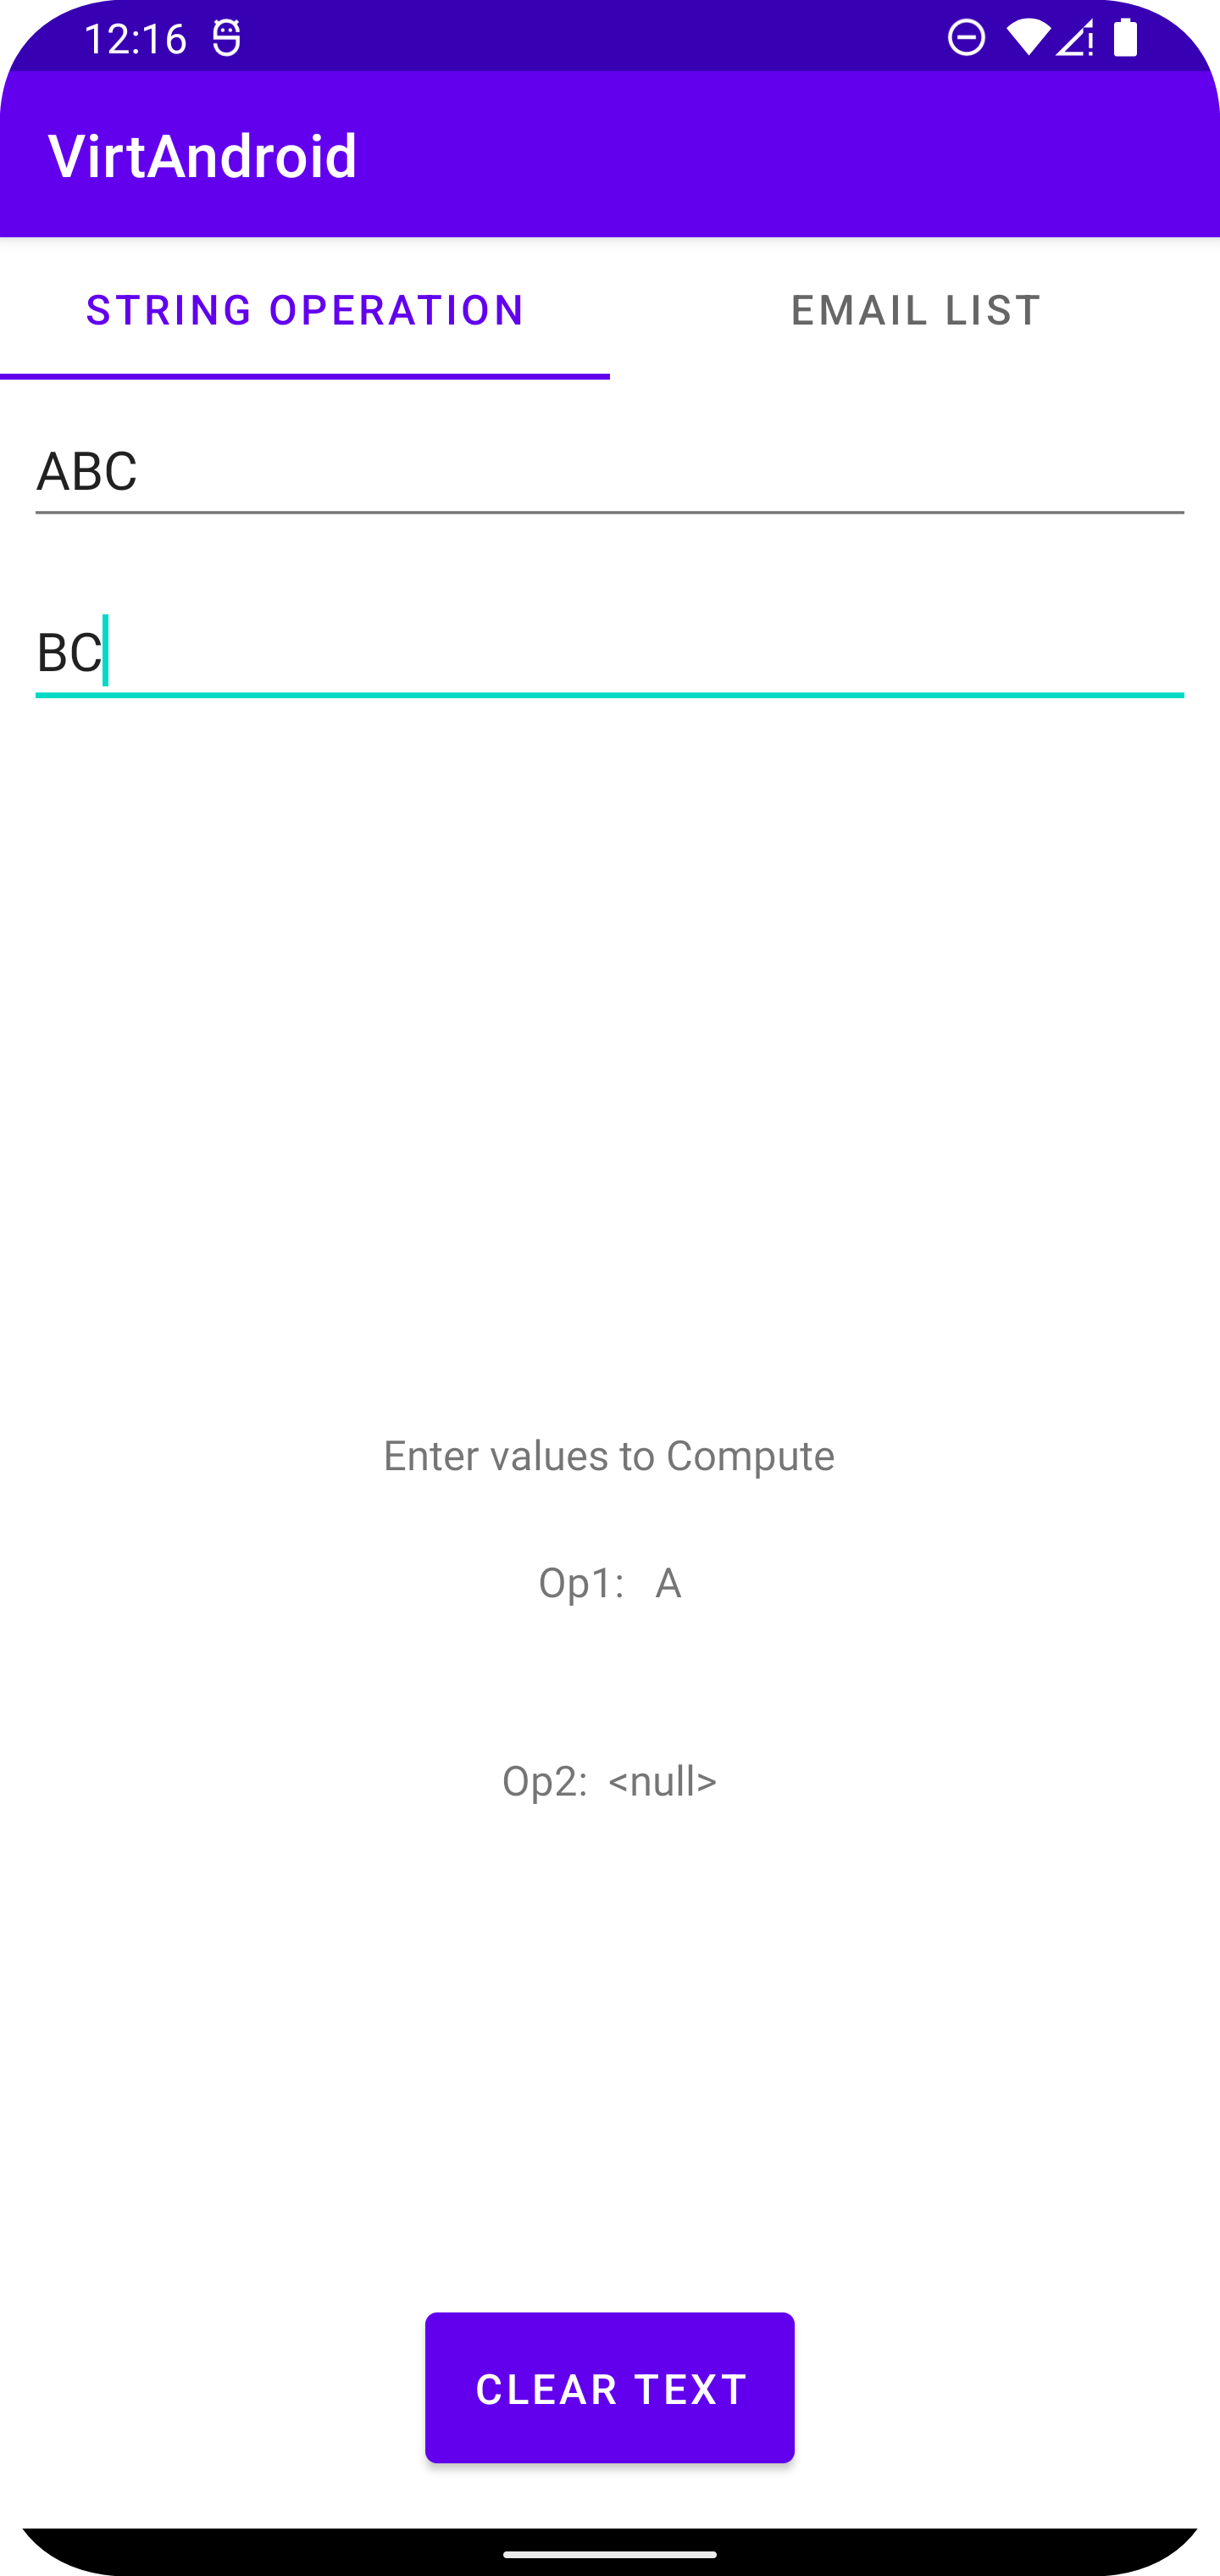 12:16
VirtAndroid
STRING OPERATION EMAIL LIST
ABC
BC
Enter values to Compute
Op1: A
Op2: <null>
CLEAR TEXT